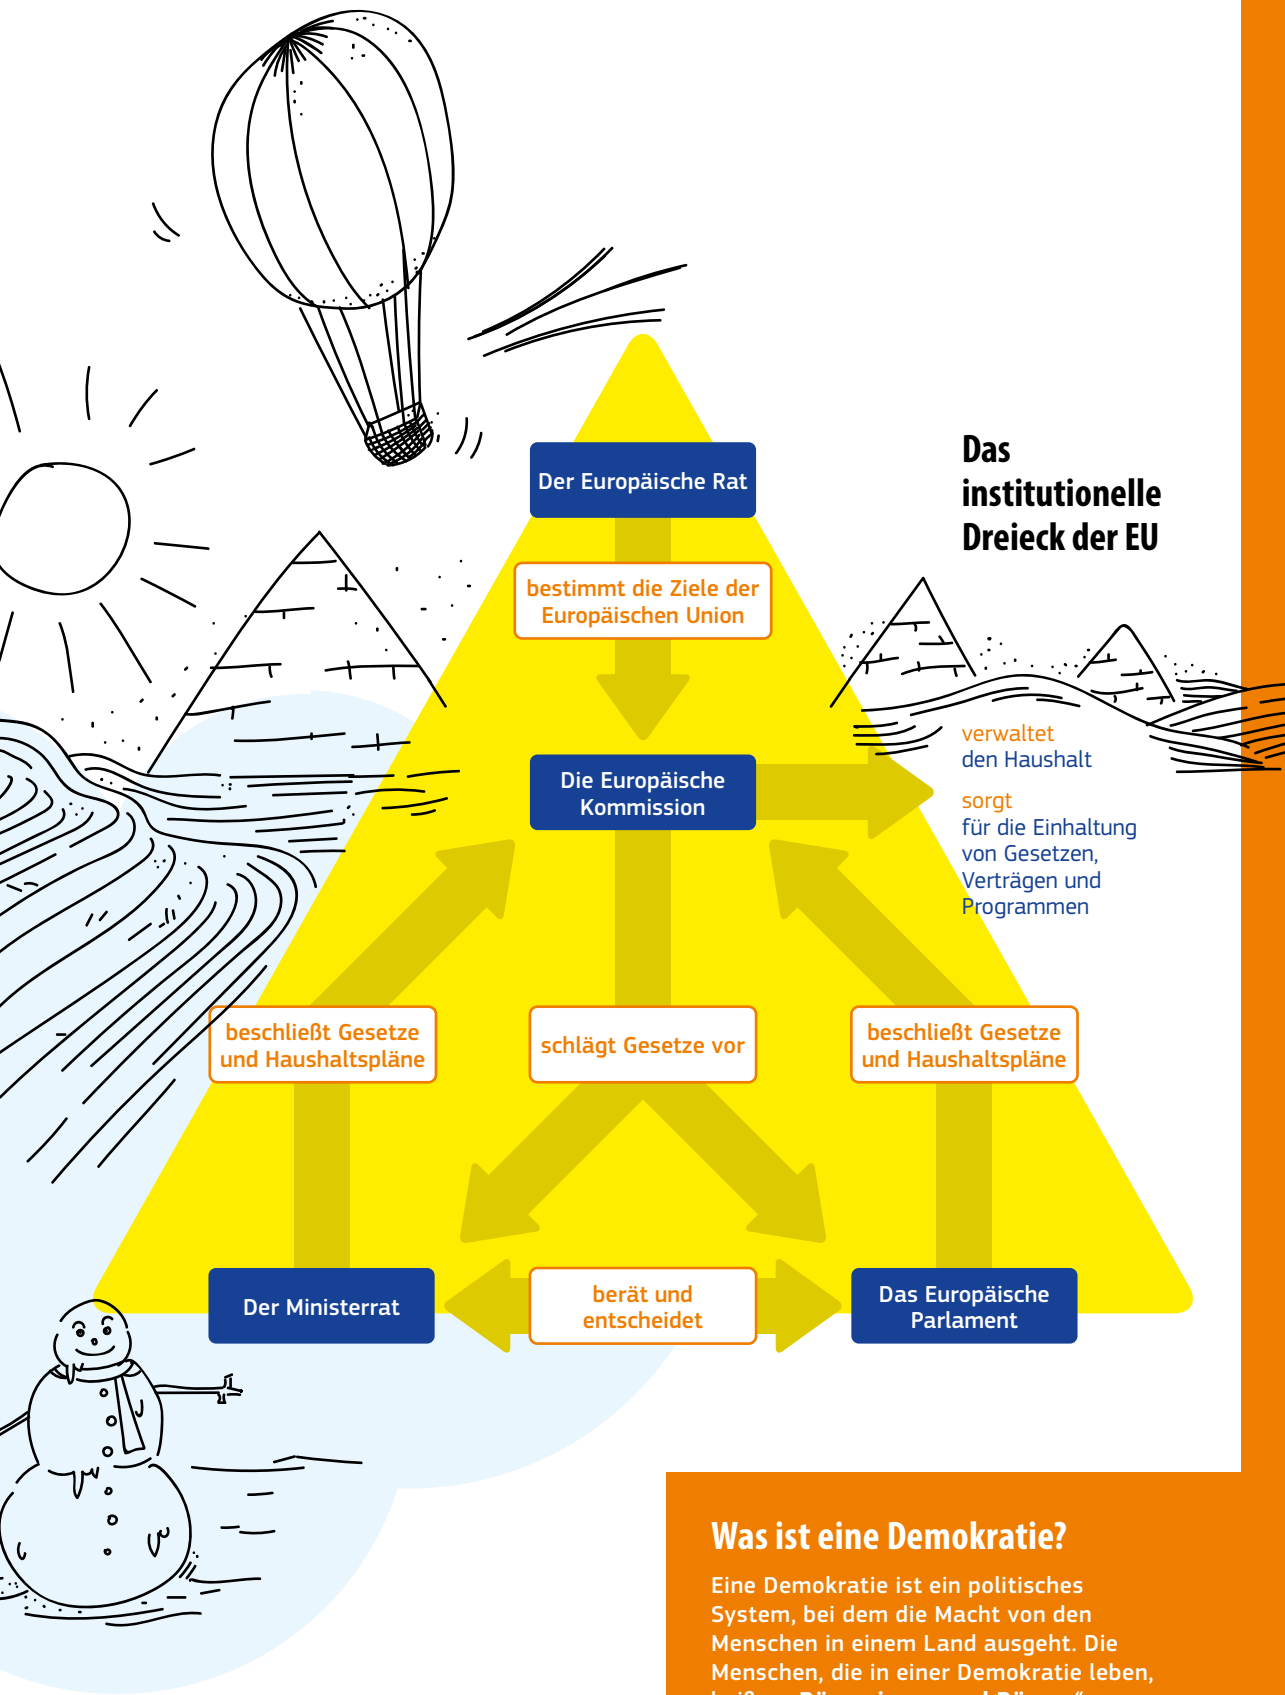 Das
institutionelle
Dreieck der EU
Der Europäische Rat
bestimmt die Ziele der
Europäischen Union
Die Europäische
Kommission
verwaltet
den Haushalt
sorgt
für die Einhaltung
von Gesetzen,
Verträgen und
Programmen
beschließt Gesetze
und Haushaltspläne
schlägt Gesetze vor
beschließt Gesetze
und Haushaltspläne
Der Ministerrat
berät und
entscheidet
Das Europäische
Parlament
Was ist eine Demokratie?
Eine Demokratie ist ein politisches
System, bei dem die Macht von den
Menschen in einem Land ausgeht. Die
Menschen, die in einer Demokratie leben,